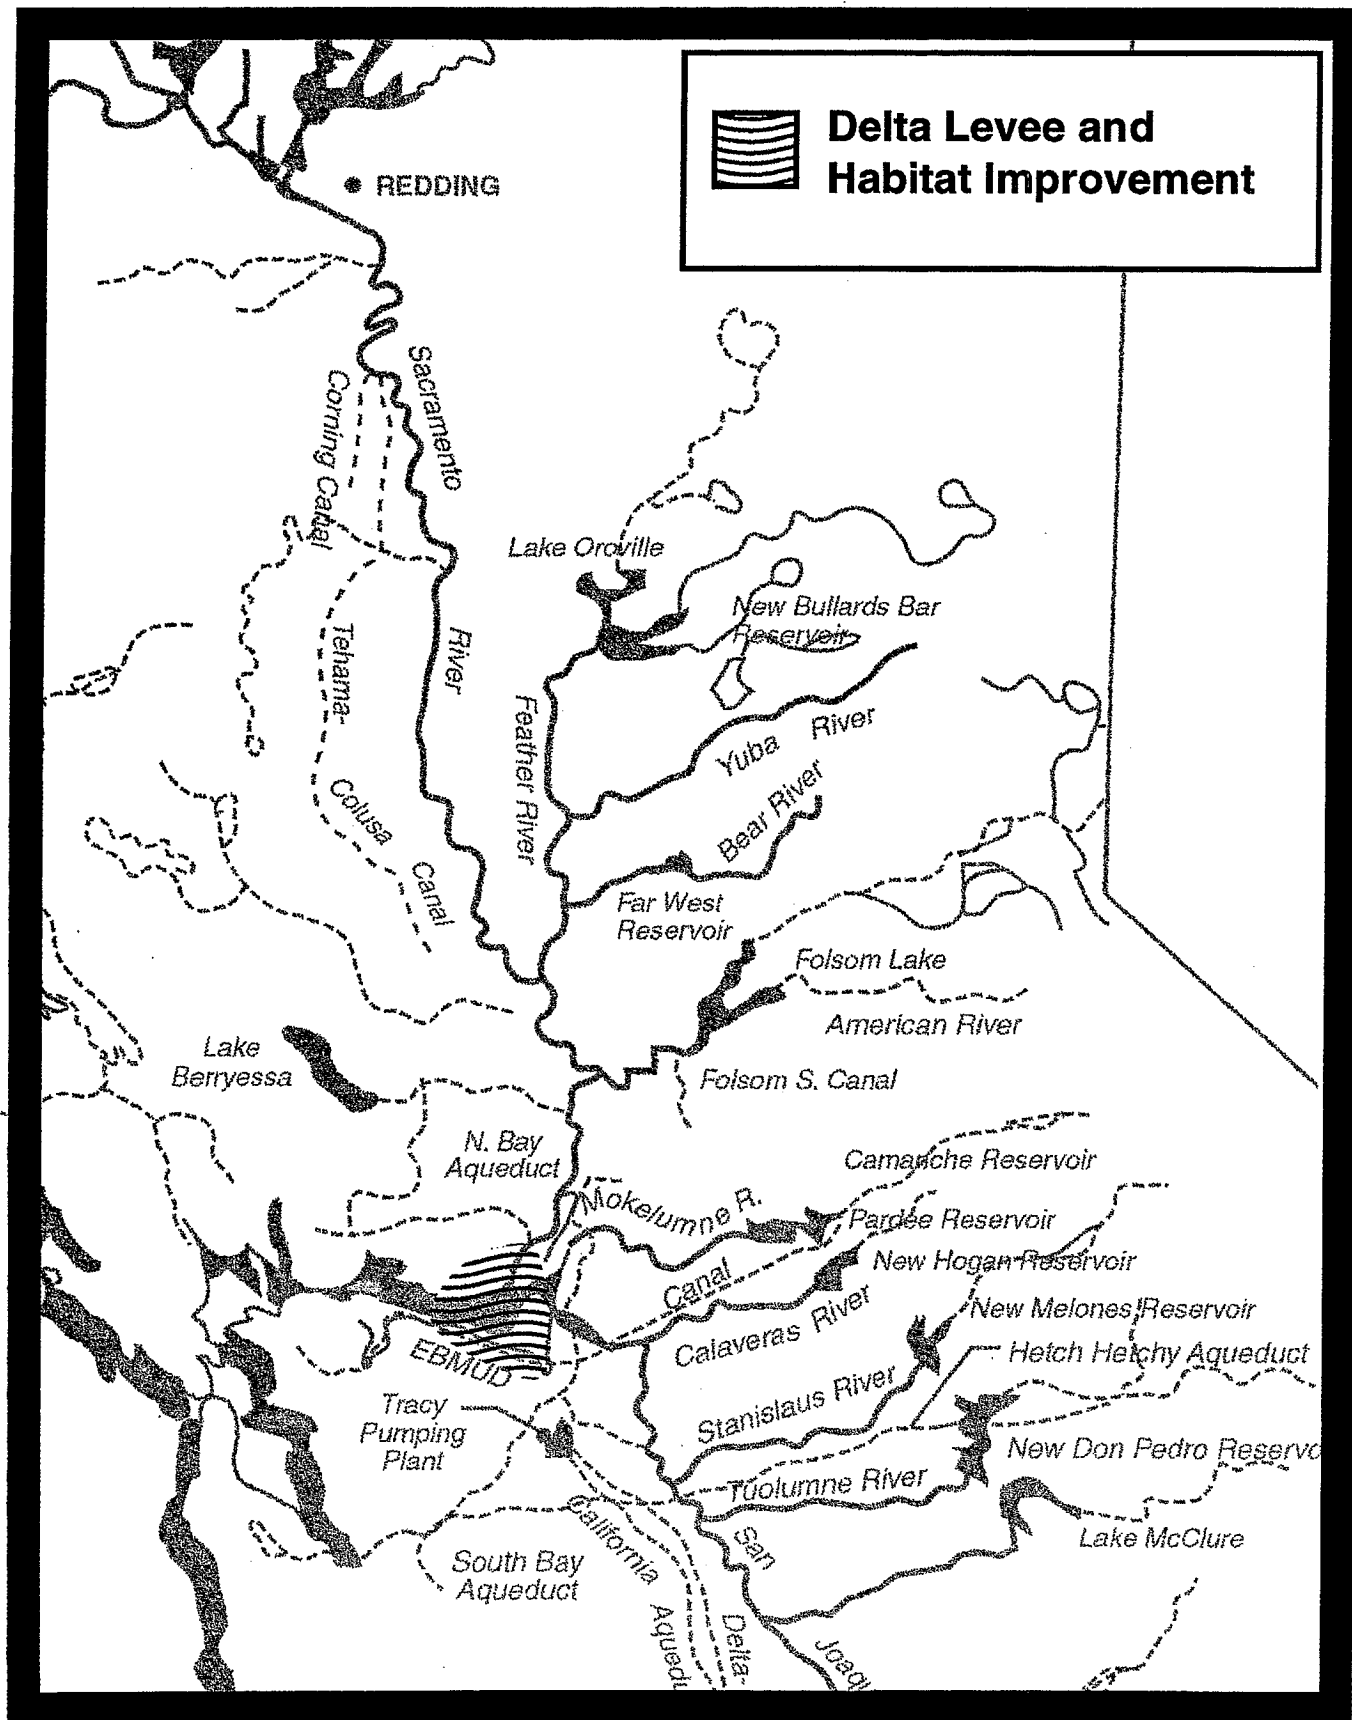 Delta Levee and
Habitat Improvement
REDDING
Sacramento
River
Corning Canal
Lake Oroville
New Bullards Bar
Reservoir
Tehama-
Colusa
Canal
Feather River
Yuba River
Bear River
Far West
Reservoir
Folsom Lake
American River
Lake
Berryessa
Folsom S. Canal
N. Bay
Aqueduct
Camanche Reservoir
Mokelumne R.
Pardee Reservoir
New Hogan Reservoir
Canal
Calaveras River
New Melones Reservoir
EBMUD
Hetch Hetchy Aqueduct
Stanislaus River
Tracy
Pumping
Plant
New Don Pedro Reservo
Tuolumne River
California
Aquedu
San
Joaqu
Lake McClure
South Bay
Aqueduct
Delta-